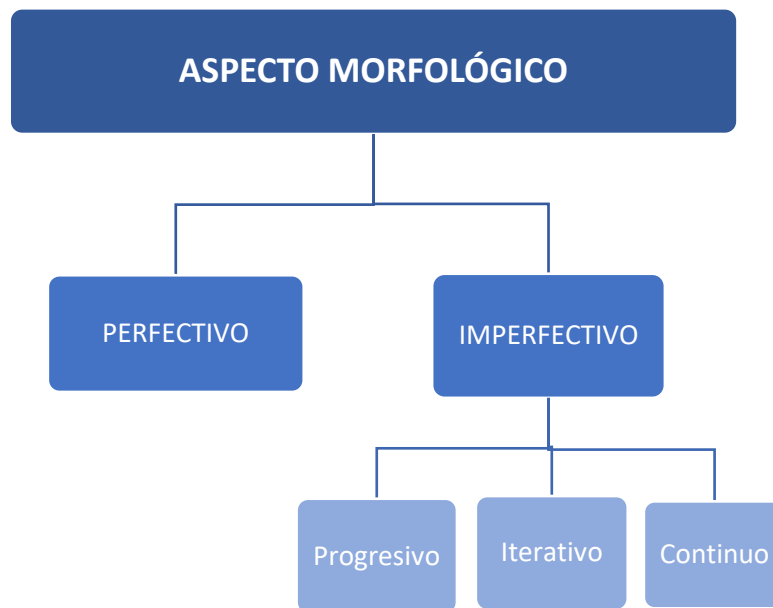 ASPECTO MORFOLÓGICO
PERFECTIVO
IMPERFECTIVO
Progresivo
Iterativo
Continuo